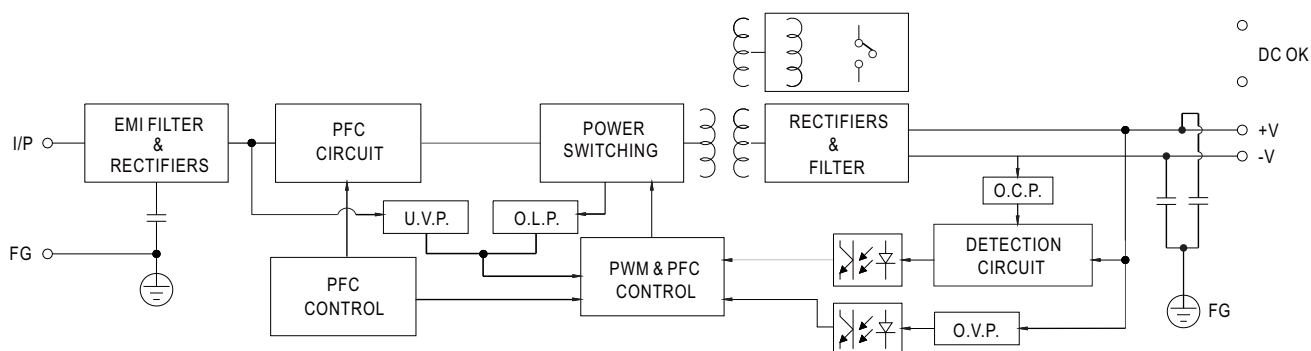 DC OK
I/P
EMI FILTER
&
RECTIFIERS
PFC
CIRCUIT
POWER
SWITCHING
RECTIFIERS
&
FILTER
+V
-V
O.C.P.
U.V.P.
O.L.P.
FG
PFC
CONTROL
PWM & PFC
CONTROL
DETECTION
CIRCUIT
O.V.P.
FG